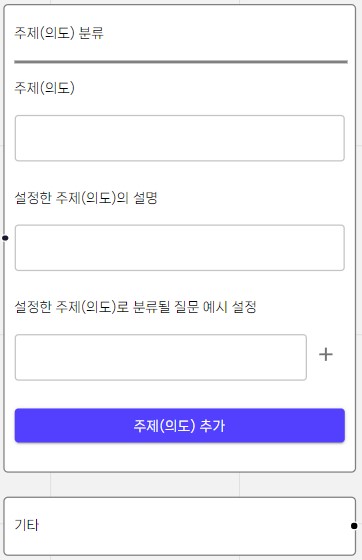 주제(의도) 분류
주제(의도)
설정한 주제(의도)의 설명
설정한 주제(의도)로 분류될 질문 예시 설정
+
주제(의도) 추가
기타